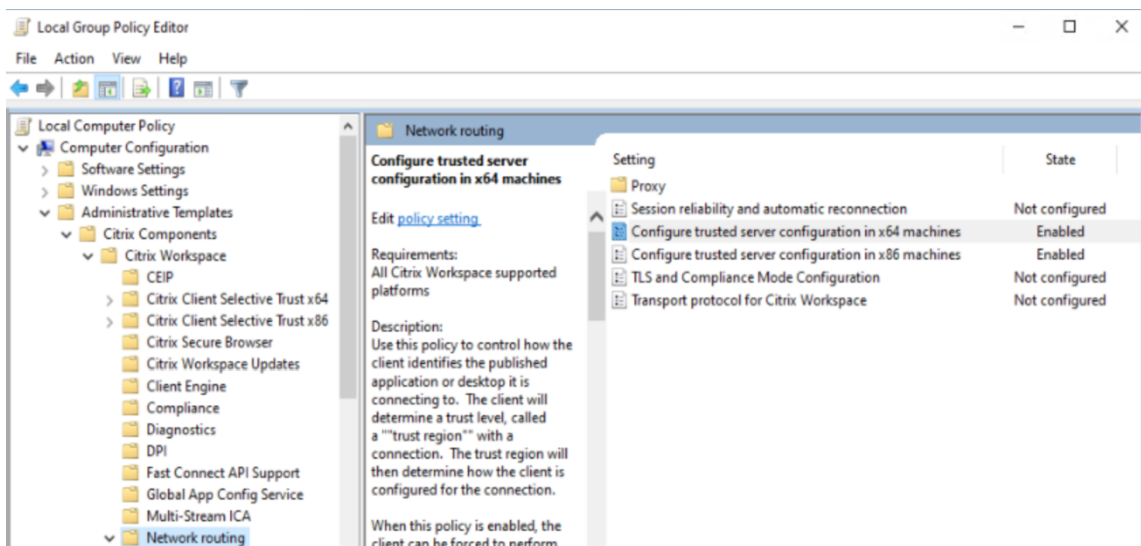 Local Group Policy Editor
File Action View Help
Local Computer Policy
Computer Configuration
Software Settings
Windows Settings
Administrative Templates
Citrix Components
Citrix Workspace
CEIP
Citrix Client Selective Trust x64
Citrix Client Selective Trust x86
Citrix Secure Browser
Citrix Workspace Updates
Client Engine
Compliance
Diagnostics
DPI
Fast Connect API Support
Global App Config Service
Multi-Stream ICA
Network routing
Network routing
Configure trusted server
configuration in x64 machines
Edit policy setting
Requirements:
All Citrix Workspace supported
platforms
Description:
Use this policy to control how the
client identifies the published
application or desktop it is
connecting to. The client will
determine a trust level, called
a ""trust region"" with a
connection. The trust region will
then determine how the client is
configured for the connection.
When this policy is enabled, the
client can be forced to perform
Setting State
Proxy
Session reliability and automatic reconnection Not configured
Configure trusted server configuration in x64 machines Enabled
Configure trusted server configuration in x86 machines Enabled
TLS and Compliance Mode Configuration Not configured
Transport protocol for Citrix Workspace Not configured